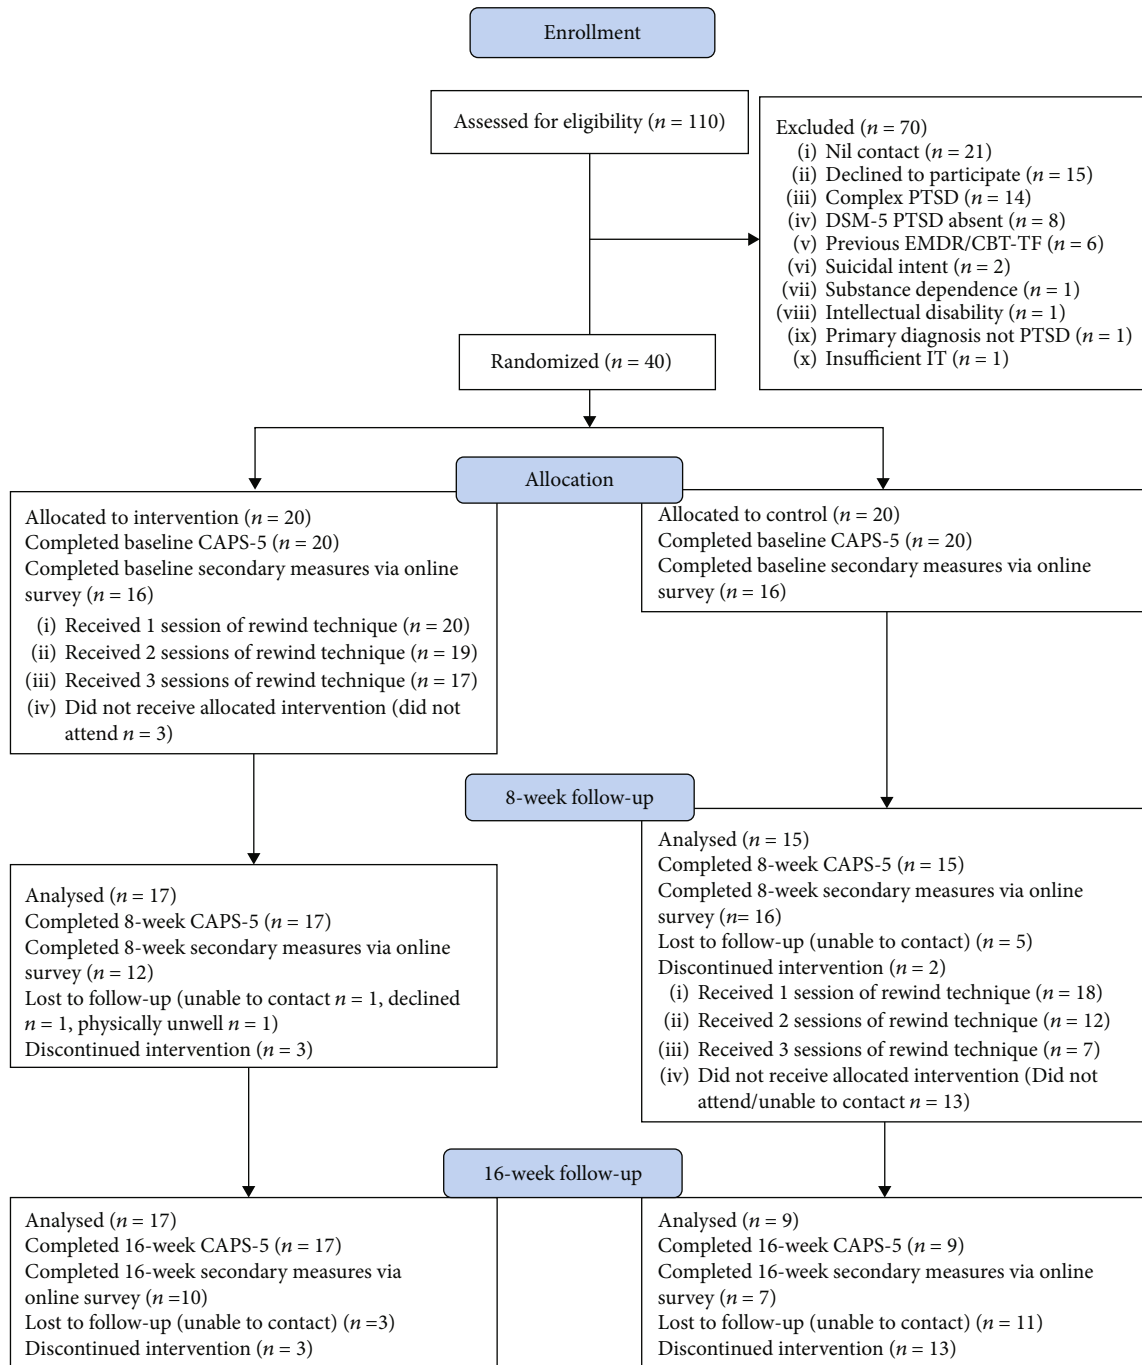 Enrollment
Assessed for eligibility (n = 110)
Excluded (n = 70)
(i) Nil contact (n = 21)
(ii) Declined to participate (n = 15)
(iii) Complex PTSD (n = 14)
(iv) DSM-5 PTSD absent (n = 8)
(v) Previous EMDR/CBT-TF (n = 6)
(vi) Suicidal intent (n = 2)
(vii) Substance dependence (n = 1)
(viii) Intellectual disability (n = 1)
(ix) Primary diagnosis not PTSD (n = 1)
(x) Insufficient IT (n = 1)
Randomized (n = 40)
Allocation
Allocated to intervention (n = 20)
Completed baseline CAPS-5 (n = 20)
Completed baseline secondary measures via online
survey (n = 16)
(i) Received 1 session of rewind technique (n = 20)
(ii) Received 2 sessions of rewind technique (n = 19)
(iii) Received 3 sessions of rewind technique (n = 17)
(iv) Did not receive allocated intervention (did not
attend n = 3)
Allocated to control (n = 20)
Completed baseline CAPS-5 (n = 20)
Completed baseline secondary measures via online
survey (n = 16)
8-week follow-up
Analysed (n = 17)
Completed 8-week CAPS-5 (n = 17)
Completed 8-week secondary measures via online
survey (n = 12)
Lost to follow-up (unable to contact n = 1, declined
n = 1, physically unwell n = 1)
Discontinued intervention (n = 3)
Analysed (n = 15)
Completed 8-week CAPS-5 (n = 15)
Completed 8-week secondary measures via online
survey (n= 16)
Lost to follow-up (unable to contact) (n = 5)
Discontinued intervention (n = 2)
(i) Received 1 session of rewind technique (n = 18)
(ii) Received 2 sessions of rewind technique (n = 12)
(iii) Received 3 sessions of rewind technique (n = 7)
(iv) Did not receive allocated intervention (Did not
attend/unable to contact n = 13)
16-week follow-up
Analysed (n = 17)
Completed 16-week CAPS-5 (n = 17)
Completed 16-week secondary measures via
online survey (n =10)
Lost to follow-up (unable to contact) (n =3)
Discontinued intervention (n = 3)
Analysed (n = 9)
Completed 16-week CAPS-5 (n = 9)
Completed 16-week secondary measures via online
survey (n = 7)
Lost to follow-up (unable to contact) (n = 11)
Discontinued intervention (n = 13)